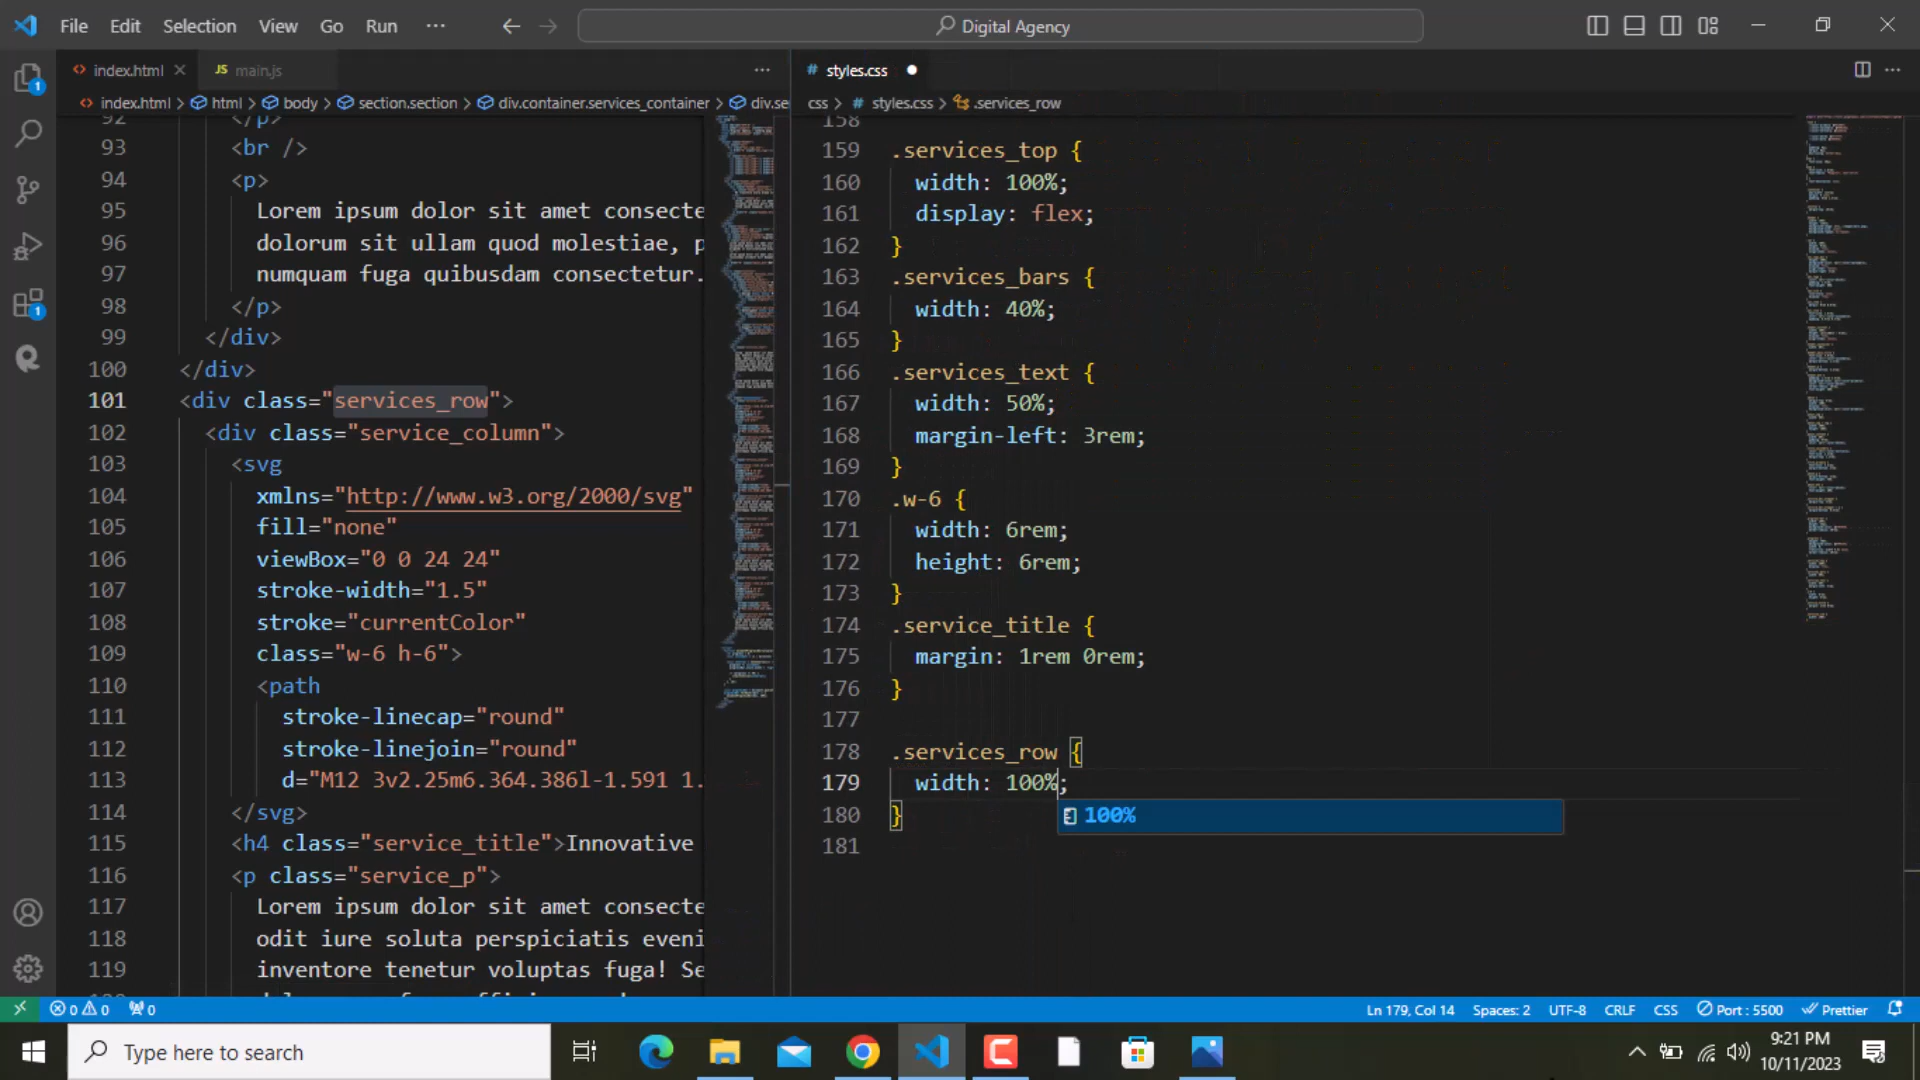 File Edit Selection View Go Run ···
Digital Agency
index.html
JS main.js
# styles.css
index.html > html > body > section.section > div.container.services_container > div.se
css > # styles.css > .services_row
92 </p>
93 <br />
94 <p>
95 Lorem ipsum dolor sit amet consecte
96 dolorum sit ullam quod molestiae, p
97 numquam fuga quibusdam consectetur.
98 </p>
99 </div>
100 </div>
101 <div class="services_row">
102 <div class="service_column">
103 <svg
104 xmlns="http://www.w3.org/2000/svg"
105 fill="none"
106 viewBox="0 0 24 24"
107 stroke-width="1.5"
108 stroke="currentColor"
109 class="w-6 h-6">
110 <path
111 stroke-linecap="round"
112 stroke-linejoin="round"
113 d="M12 3v2.25m6.364.386l-1.591 1.
114 </svg>
115 <h4 class="service_title">Innovative
116 <p class="service_p">
117 Lorem ipsum dolor sit amet consecte
118 odit iure soluta perspiciatis eveni
119 inventore tenetur voluptas fuga! Se
158
159 .services_top {
160 width: 100%;
161 display: flex;
162 }
163 .services_bars {
164 width: 40%;
165 }
166 .services_text {
167 width: 50%;
168 margin-left: 3rem;
169 }
170 .w-6 {
171 width: 6rem;
172 height: 6rem;
173 }
174 .service_title {
175 margin: 1rem 0rem;
176 }
177
178 .services_row {
179 width: 100%;
180 }
100%
181
1
1
0 0 0
Ln 179, Col 14 Spaces: 2 UTF-8 CRLF CSS Port : 5500 Prettier
Type here to search
9:21 PM
10/11/2023